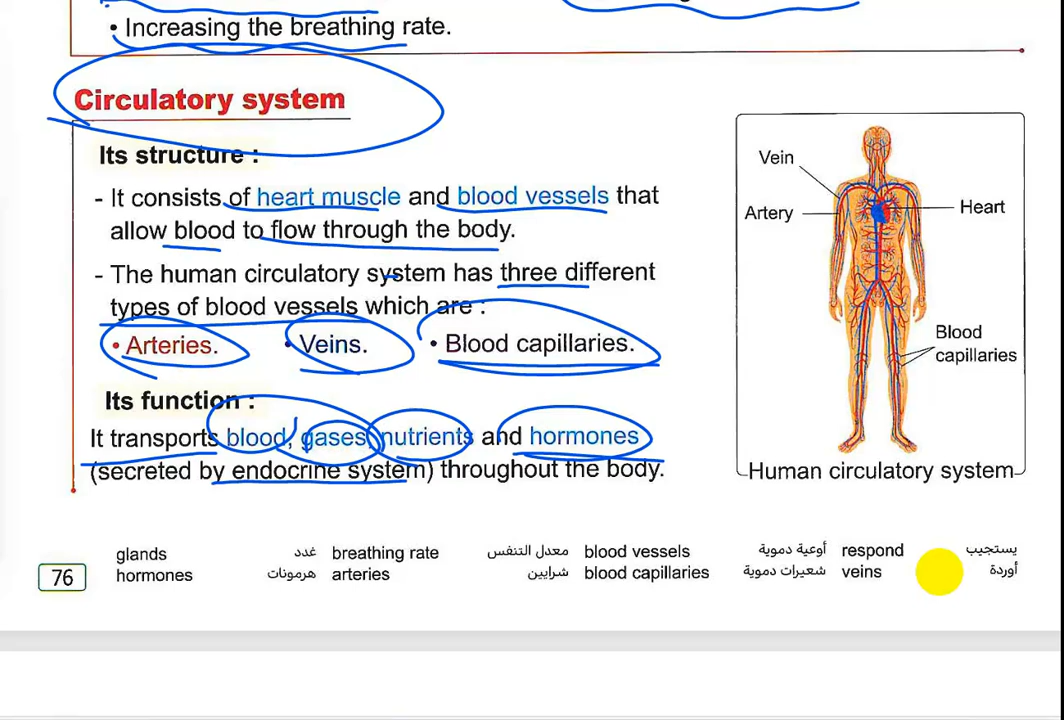 • Increasing the breathing rate.
Circulatory system
Its structure :
- It consists of heart muscle and blood vessels that
allow blood to flow through the body.
- The human circulatory system has three different
types of blood vessels which are :
• Arteries. • Veins. • Blood capillaries.
Its function :
It transports blood, gases, nutrients and hormones
(secreted by endocrine system) throughout the body.
Vein
Artery
Heart
Blood
capillaries
Human circulatory system
glands غدد breathing rate معدل التنفس blood vessels أوعية دموية respond يستجيب
76 hormones هرمونات arteries شرايين blood capillaries شعيرات دموية veins أوردة